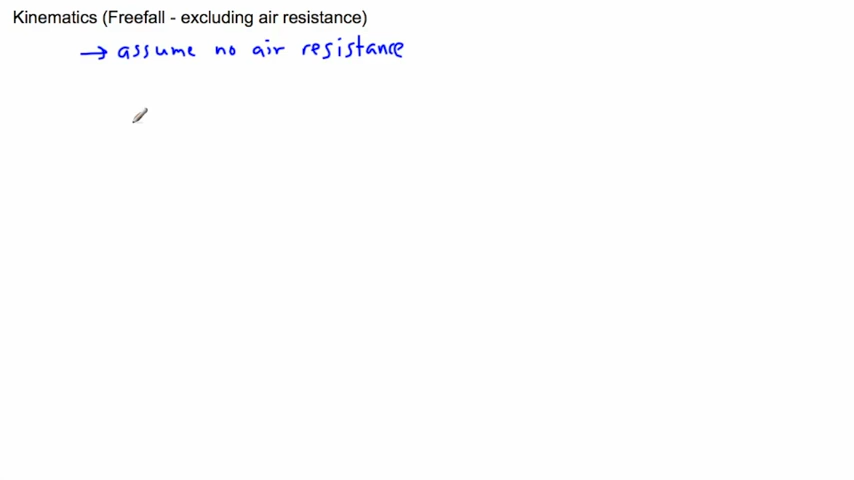 Kinematics (Freefall - excluding air resistance)
→ assume no air resistance